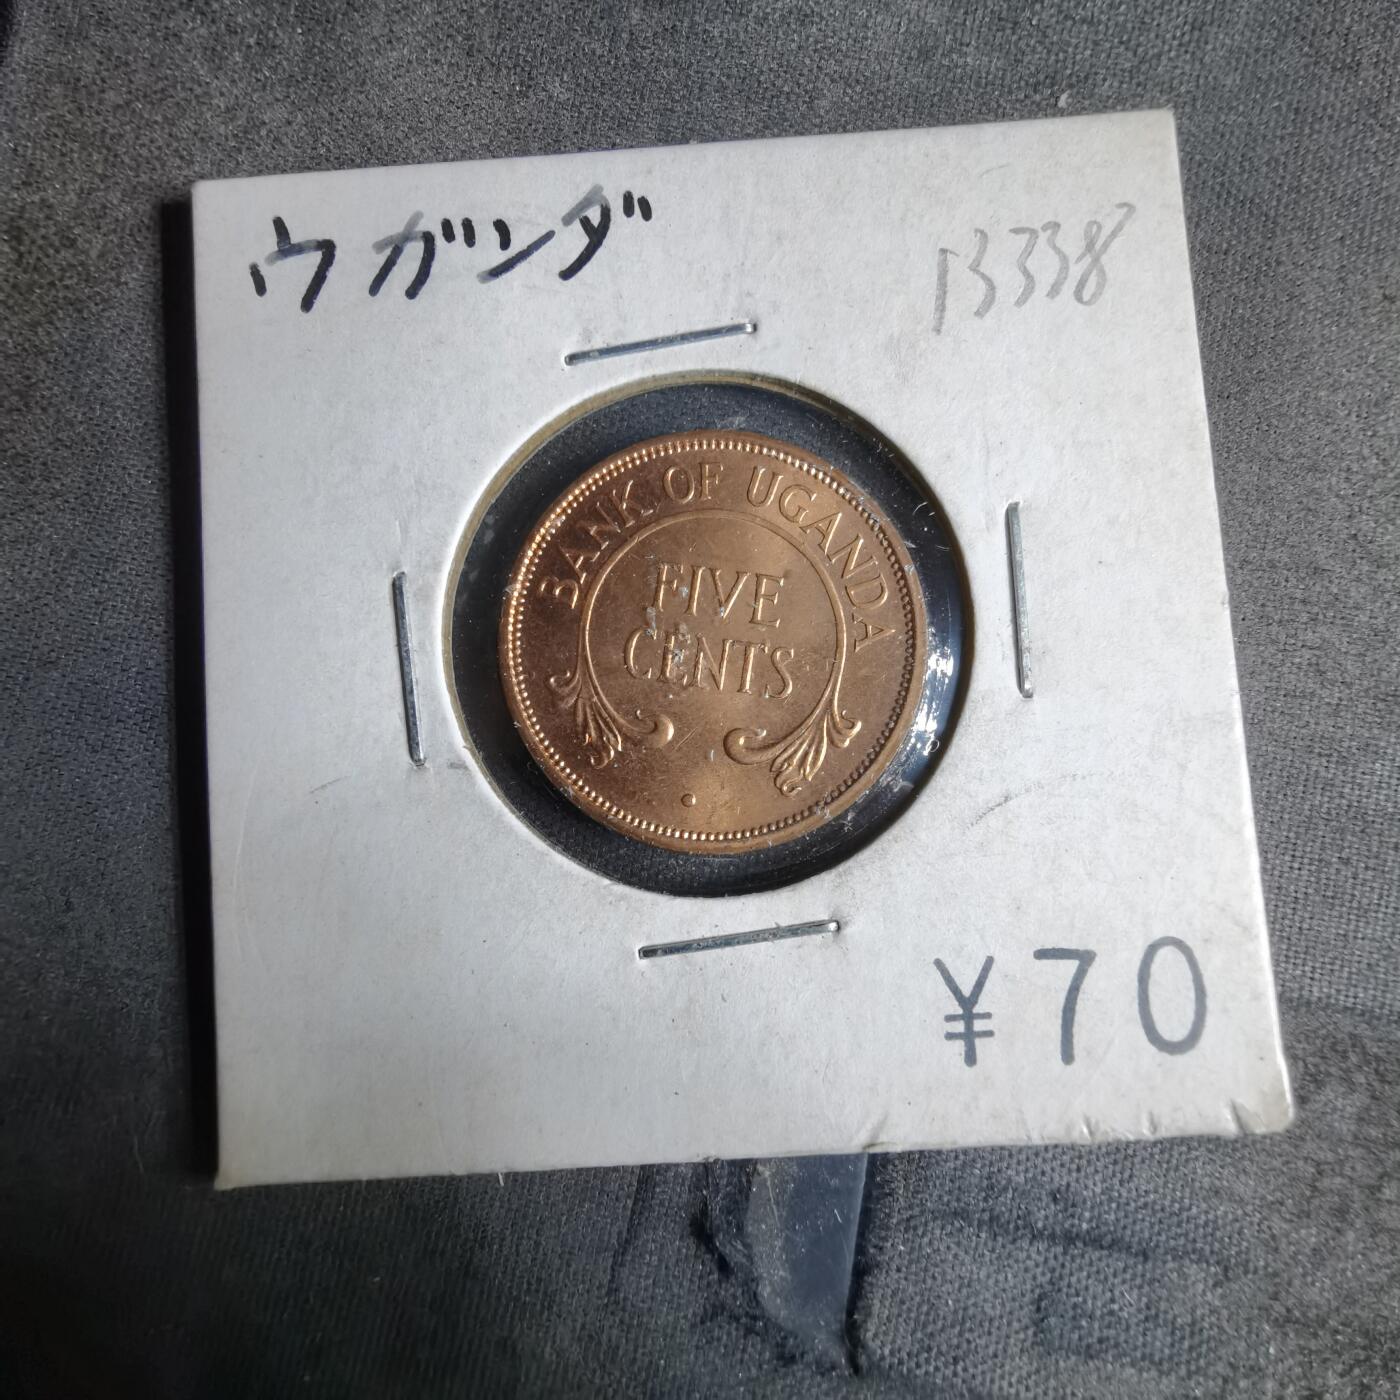 ウガンダ
13338
BANK OF UGANDA
FIVE
CENTS
¥70